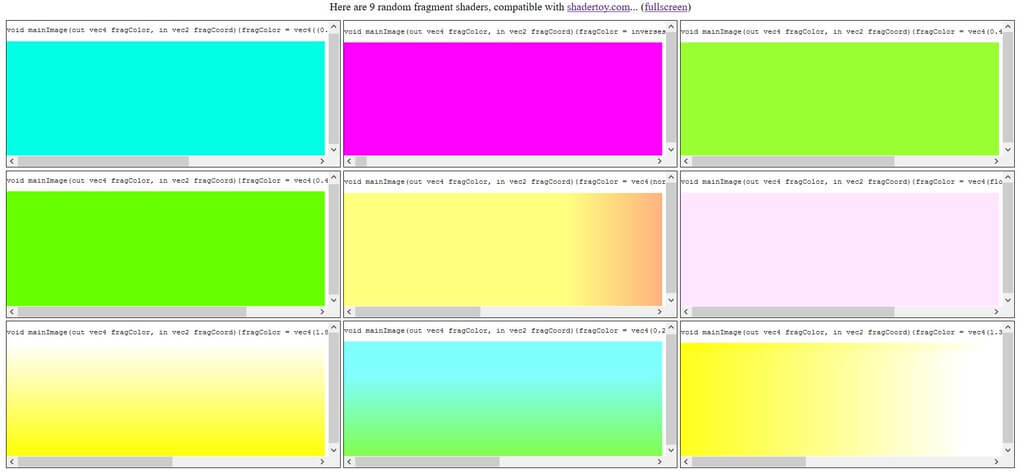 Here are 9 random fragment shaders, compatible with shadertoy.com... (fullscreen)
void mainImage(out vec4 fragColor, in vec2 fragCoord){fragColor = vec4((0.
void mainImage(out vec4 fragColor, in vec2 fragCoord){fragColor = inverses
void mainImage(out vec4 fragColor, in vec2 fragCoord){fragColor = vec4(0.4
void mainImage(out vec4 fragColor, in vec2 fragCoord){fragColor = vec4(0.4
void mainImage(out vec4 fragColor, in vec2 fragCoord){fragColor = vec4(nor
void mainImage(out vec4 fragColor, in vec2 fragCoord){fragColor = vec4(flo
void mainImage(out vec4 fragColor, in vec2 fragCoord){fragColor = vec4(1.8
void mainImage(out vec4 fragColor, in vec2 fragCoord){fragColor = vec4(0.2
void mainImage(out vec4 fragColor, in vec2 fragCoord){fragColor = vec4(1.3